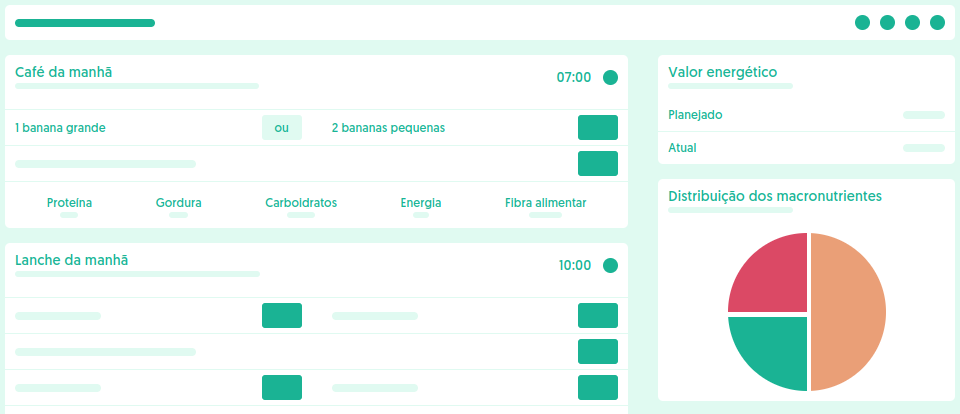 Café da manhã
07:00
1 banana grande
ou
2 bananas pequenas
Proteína
Gordura
Carboidratos
Energia
Fibra alimentar
Lanche da manhã
10:00
Valor energético
Planejado
Atual
Distribuição dos macronutrientes